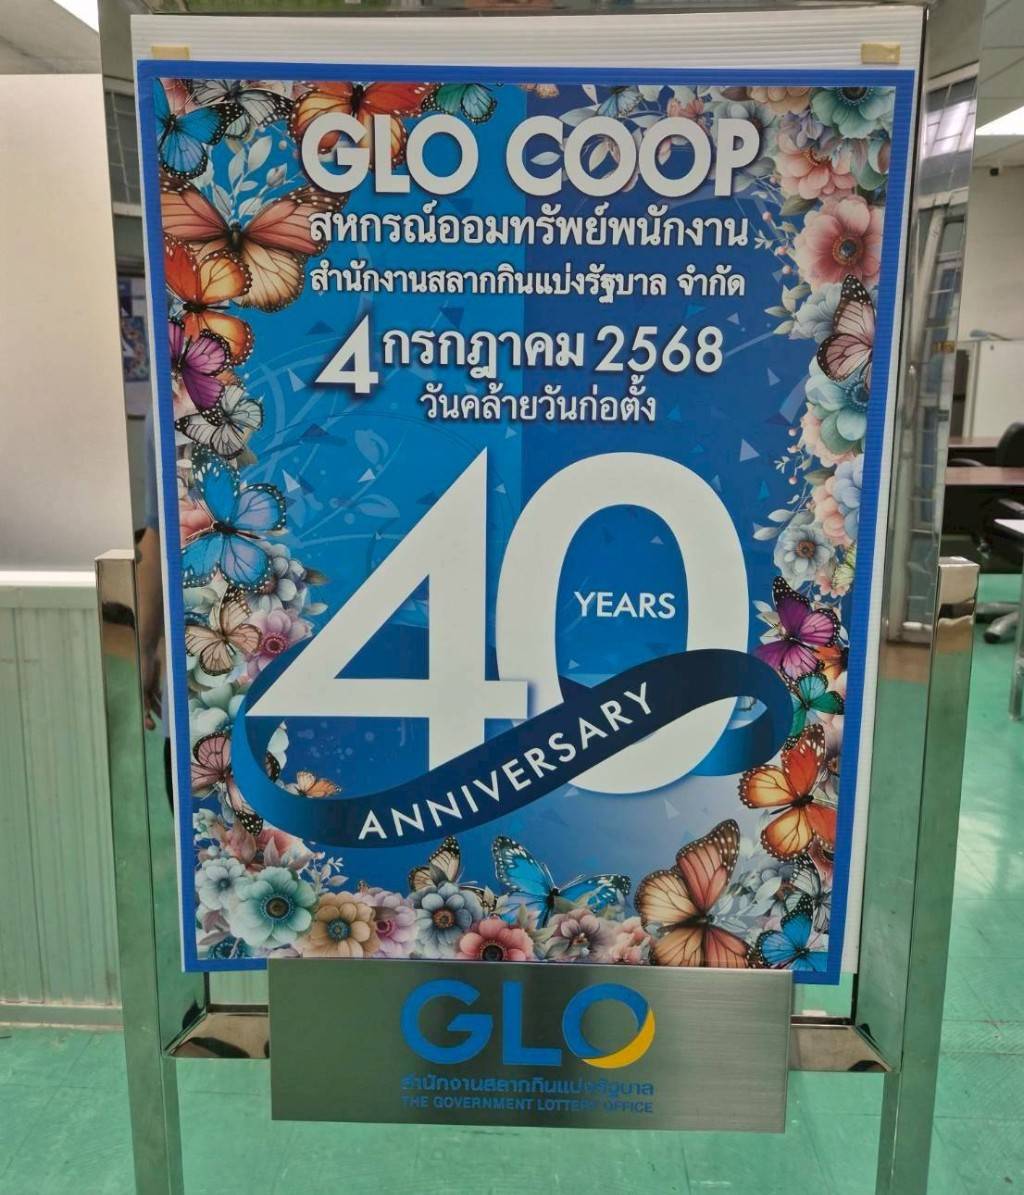 GLO COOP
สหกรณ์ออมทรัพย์พนักงาน
สำนักงานสลากกินแบ่งรัฐบาล จำกัด
4 กรกฎาคม 2568
วันคล้ายวันก่อตั้ง
40
YEARS
ANNIVERSARY
GLO
สำนักงานสลากกินแบ่งรัฐบาล
THE GOVERNMENT LOTTERY OFFICE